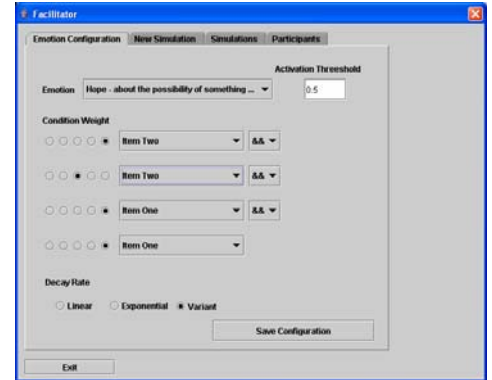 Facilitator
Emotion Configuration New Simulation Simulations Participants
Activation Threeshold
Emotion Hope - about the possibility of something ... 0.5
Condition Weight
Item Two &&
Item Two &&
Item One &&
Item One
Decay Rate
Linear Exponential Variant
Save Configuration
Exit